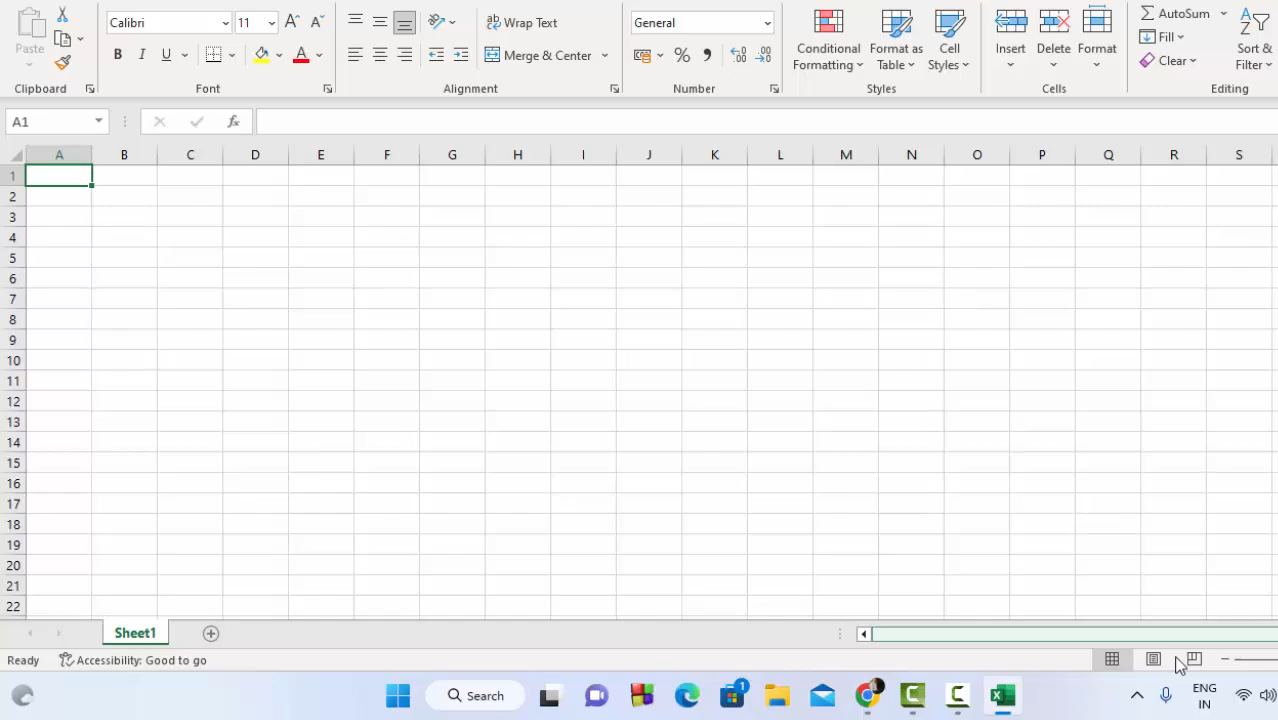 Calibri 11 Wrap Text General AutoSum
Paste B I U Merge & Center % Conditional Formatting Format as Table Cell Styles Insert Delete Format Fill Clear Sort & Filter
Clipboard Font Alignment Number Styles Cells Editing
A1 fx
A B C D E F G H I J K L M N O P Q R S
1
2
3
4
5
6
7
8
9
10
11
12
13
14
15
16
17
18
19
20
21
22
Sheet1
Ready Accessibility: Good to go
Search 1 ENG
IN